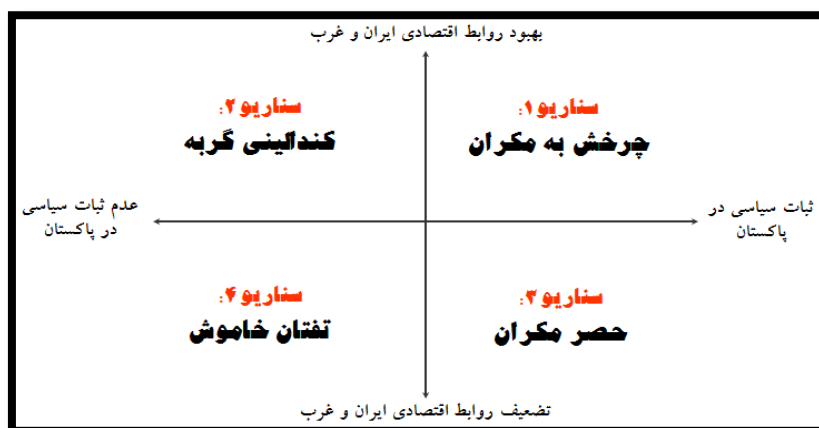 بهبود روابط اقتصادی ایران و غرب
سناریو ۱:
چرخش به مکران
سناریو ۲:
کندالینی گربه
ثبات سیاسی در
پاکستان
عدم ثبات سیاسی
در پاکستان
سناریو ۳:
حصر مکران
سناریو ۴:
تفتان خاموش
تضعیف روابط اقتصادی ایران و غرب